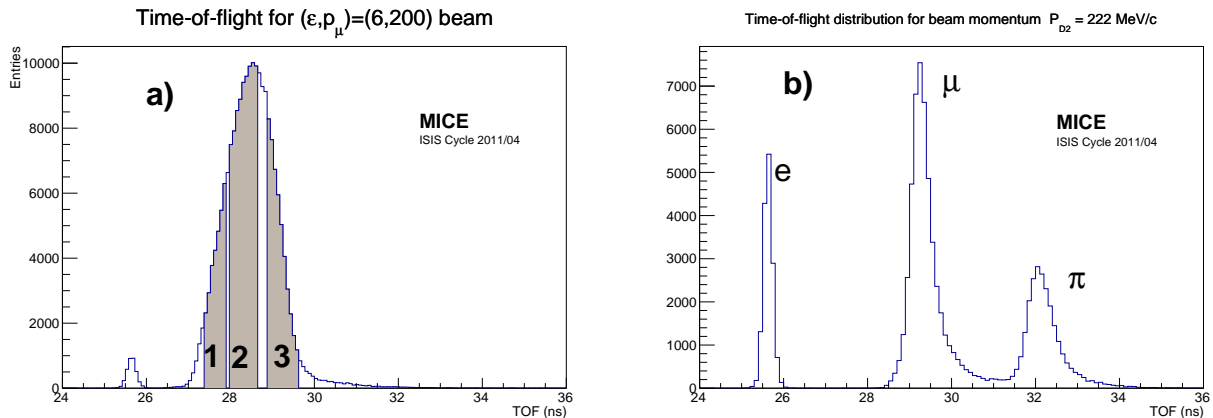 Time-of-flight for (ε,pμ)=(6,200) beam
Entries
10000
8000
6000
4000
2000
0
a)
MICE
ISIS Cycle 2011/04
1 2 3
24 26 28 30 32 34 36
TOF (ns)
Time-of-flight distribution for beam momentum PD2 = 222 MeV/c
7000
6000
5000
4000
3000
2000
1000
0
b)
μ
e
π
MICE
ISIS Cycle 2011/04
24 26 28 30 32 34 36
TOF (ns)